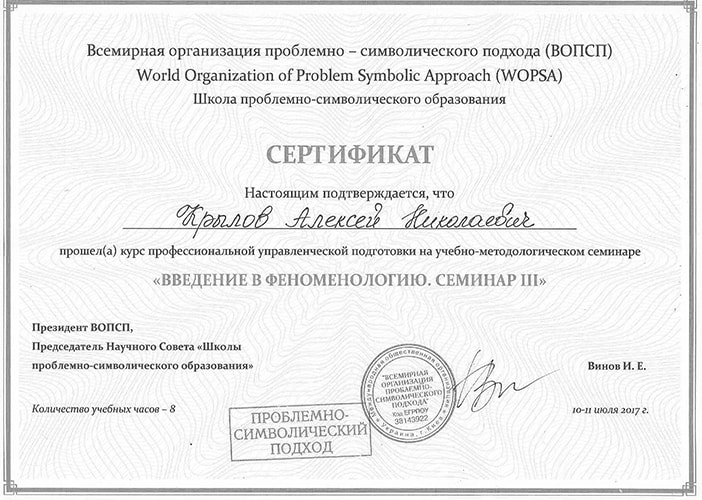 Всемирная организация проблемно – символического подхода (ВОПСП)
World Organization of Problem Symbolic Approach (WOPSA)
Школа проблемно-символического образования
СЕРТИФИКАТ
Настоящим подтверждается, что
Крылов Алексей Николаевич
прошел(а) курс профессиональной управленческой подготовки на учебно-методологическом семинаре
«ВВЕДЕНИЕ В ФЕНОМЕНОЛОГИЮ. СЕМИНАР III»
Президент ВОПСП,
Председатель Научного Совета «Школы
проблемно-символического образования»
Винов И. Е.
Количество учебных часов – 8
10-11 июля 2017 г.
ПРОБЛЕМНО-
СИМВОЛИЧЕСКИЙ
ПОДХОД
Международная общественная организация
"ВСЕМИРНАЯ
ОРГАНИЗАЦИЯ
ПРОБЛЕМНО-
СИМВОЛИЧЕСКОГО
ПОДХОДА"
Код ЕГРПОУ
38143922
Украина, г. Киев